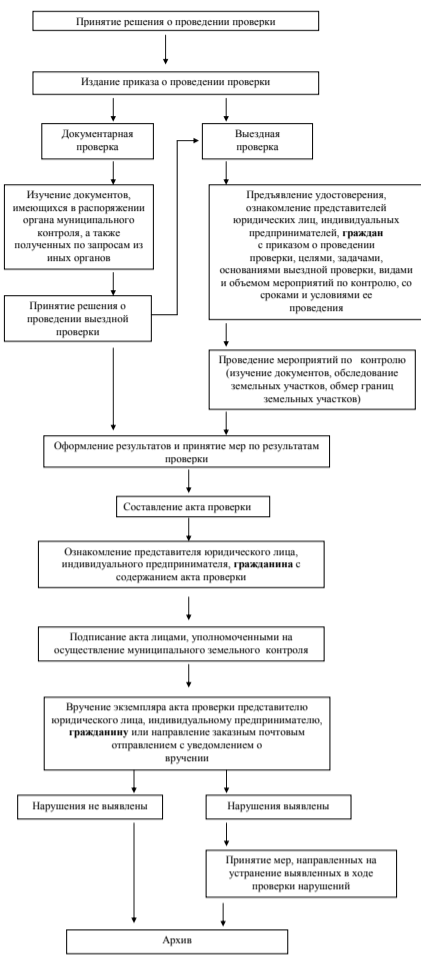 Принятие решения о проведении проверки
Издание приказа о проведении проверки
Документарная
проверка
Выездная
проверка
Изучение документов,
имеющихся в распоряжении
органа муниципального
контроля, а также
полученных по запросам из
иных органов
Предъявление удостоверения,
ознакомление представителей
юридических лиц, индивидуальных
предпринимателей, граждан
с приказом о проведении
проверки, целями, задачами,
основаниями выездной проверки, видами
и объемом мероприятий по контролю, со
сроками и условиями ее
проведения
Принятие решения о
проведении выездной
проверки
Проведение мероприятий по контролю
(изучение документов, обследование
земельных участков, обмер границ
земельных участков)
Оформление результатов и принятие мер по результатам
проверки
Составление акта проверки
Ознакомление представителя юридического лица,
индивидуального предпринимателя, гражданина с
содержанием акта проверки
Подписание акта лицами, уполномоченными на
осуществление муниципального земельного контроля
Вручение экземпляра акта проверки представителю
юридического лица, индивидуальному предпринимателю,
гражданину или направление заказным почтовым
отправлением с уведомлением о
вручении
Нарушения не выявлены
Нарушения выявлены
Принятие мер, направленных на
устранение выявленных в ходе
проверки нарушений
Архив